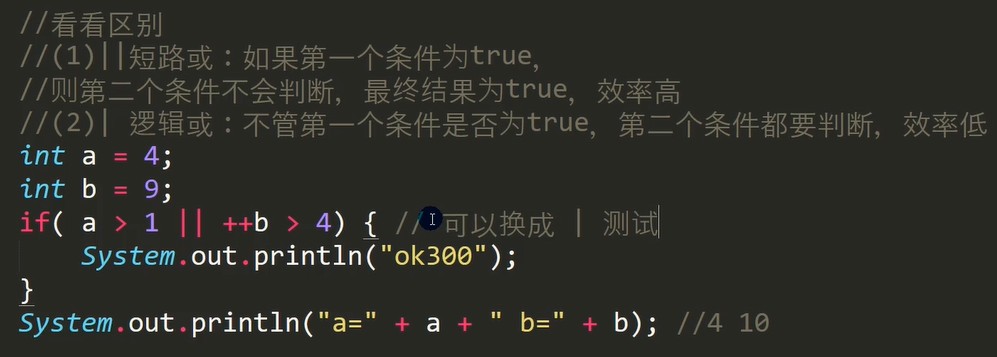 //看看区别
//(1)||短路或：如果第一个条件为true，
//则第二个条件不会判断，最终结果为true，效率高
//(2)| 逻辑或：不管第一个条件是否为true，第二个条件都要判断，效率低
int a = 4;
int b = 9;
if( a > 1 || ++b > 4) { // 可以换成 | 测试
    System.out.println("ok300");
}
System.out.println("a=" + a + " b=" + b); //4 10